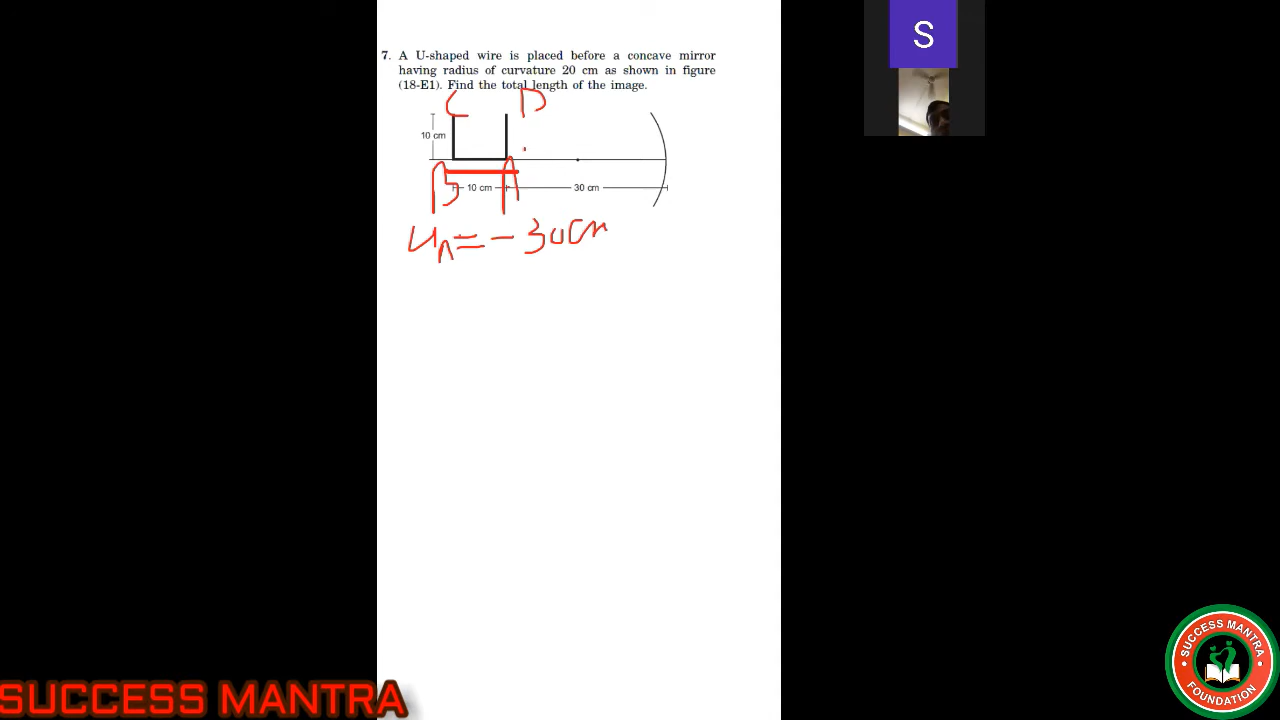 S
7. A U-shaped wire is placed before a concave mirror
having radius of curvature 20 cm as shown in figure
(18-E1). Find the total length of the image.
C D
10 cm
B A
10 cm 30 cm
u_A = - 30cm
SUCCESS MANTRA
FOUNDATION
SUCCESS MANTRA